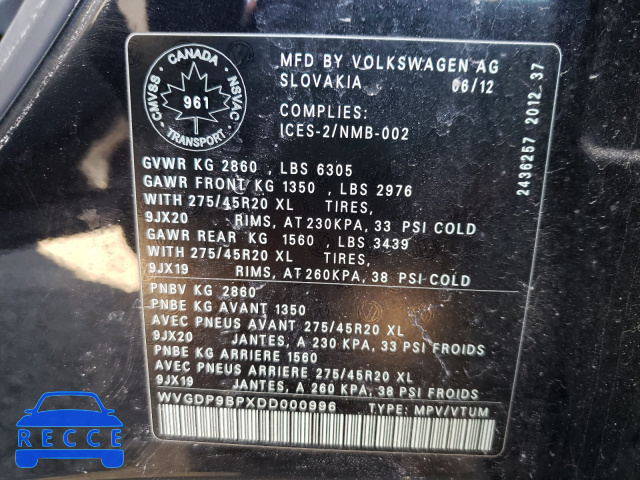 CANADA
CMVSS
NSVAC
961
TRANSPORT
MFD BY VOLKSWAGEN AG
SLOVAKIA 06/12
COMPLIES:
ICES-2/NMB-002
GVWR KG 2860 , LBS 6305
GAWR FRONT KG 1350 , LBS 2976
WITH 275/45R20 XL TIRES,
9JX20 RIMS, AT 230KPA, 33 PSI COLD
GAWR REAR KG 1560 , LBS 3439
WITH 275/45R20 XL TIRES,
9JX19 RIMS, AT 260KPA, 38 PSI COLD
PNBV KG 2860
PNBE KG AVANT 1350
AVEC PNEUS AVANT 275/45R20 XL
9JX20 JANTES, A 230 KPA, 33 PSI FROIDS
PNBE KG ARRIERE 1560
AVEC PNEUS ARRIERE 275/45R20 XL
9JX19 JANTES, A 260 KPA, 38 PSI FROIDS
WVGDP9BPXDD000996 TYPE: MPV/VTUM
2436257 2012_37
RECCE